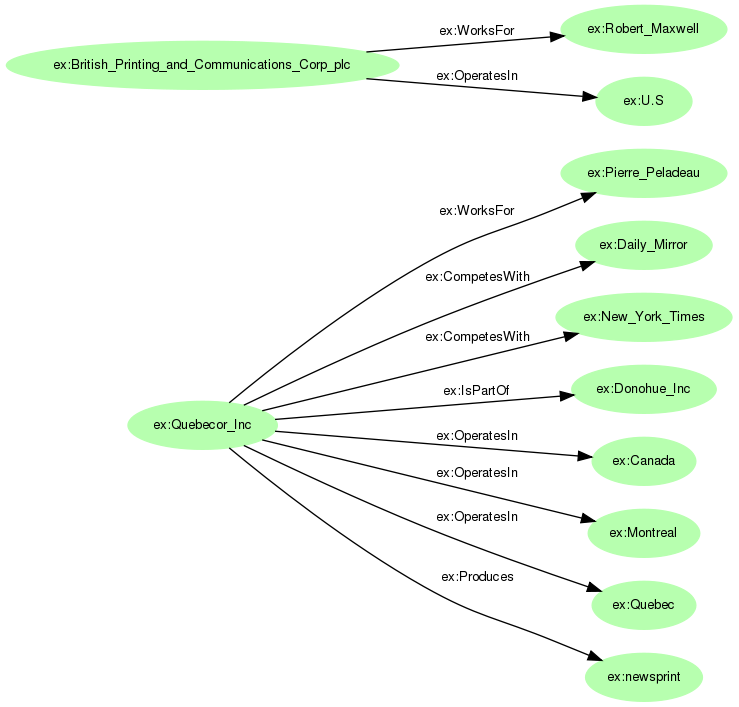 ex:WorksFor
ex:Robert_Maxwell
ex:British_Printing_and_Communications_Corp_plc
ex:OperatesIn
ex:U.S
ex:Pierre_Peladeau
ex:WorksFor
ex:Daily_Mirror
ex:CompetesWith
ex:New_York_Times
ex:CompetesWith
ex:Donohue_Inc
ex:IsPartOf
ex:Quebecor_Inc
ex:OperatesIn
ex:Canada
ex:OperatesIn
ex:Montreal
ex:OperatesIn
ex:Quebec
ex:Produces
ex:newsprint